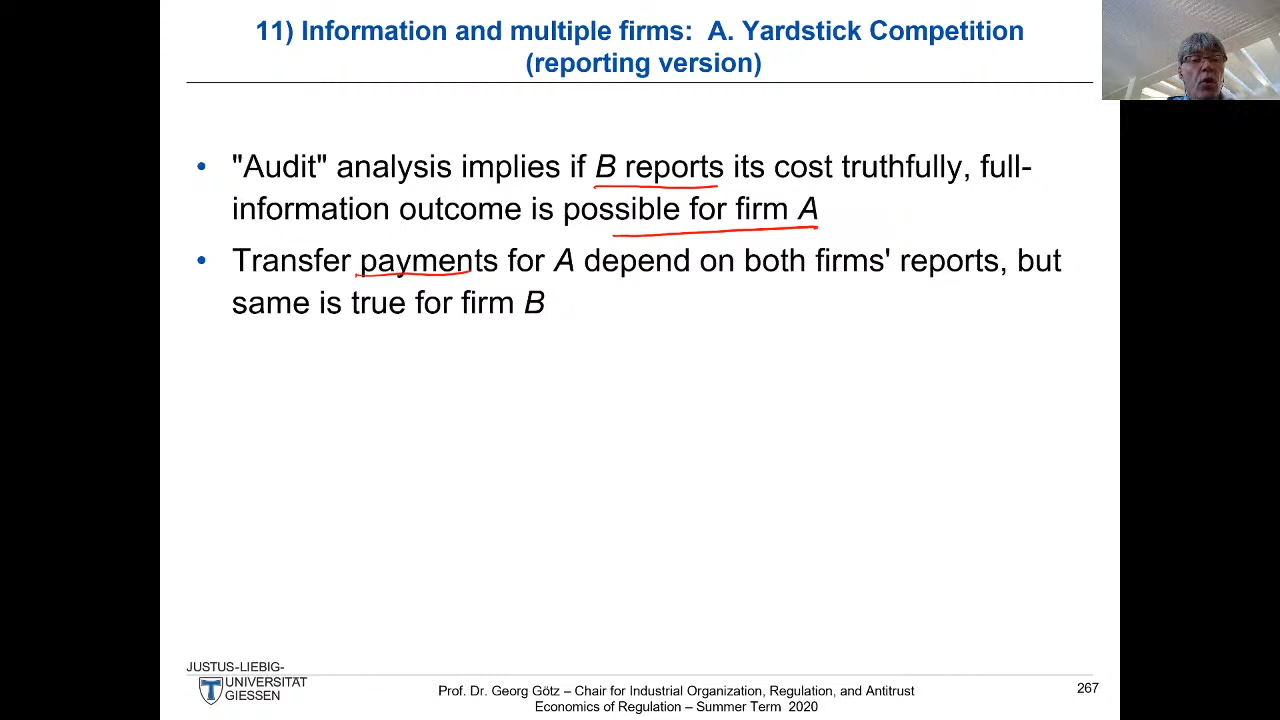 11) Information and multiple firms:  A. Yardstick Competition
(reporting version)
• "Audit" analysis implies if B reports its cost truthfully, full-
information outcome is possible for firm A
• Transfer payments for A depend on both firms' reports, but
same is true for firm B
JUSTUS-LIEBIG-
UNIVERSITAT
GIESSEN
Prof. Dr. Georg Götz – Chair for Industrial Organization, Regulation, and Antitrust
Economics of Regulation – Summer Term  2020
267